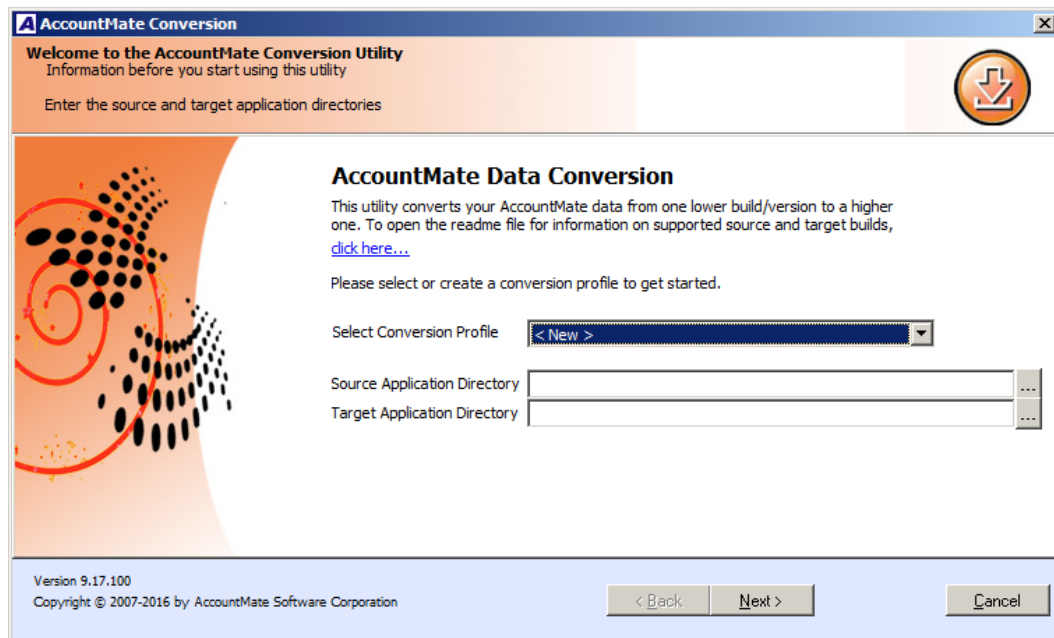 AccountMate Conversion
Welcome to the AccountMate Conversion Utility
Information before you start using this utility
Enter the source and target application directories
AccountMate Data Conversion
This utility converts your AccountMate data from one lower build/version to a higher
one. To open the readme file for information on supported source and target builds,
click here...
Please select or create a conversion profile to get started.
Select Conversion Profile
< New >
Source Application Directory
...
Target Application Directory
...
Version 9.17.100
Copyright © 2007-2016 by AccountMate Software Corporation
< Back
Next >
Cancel